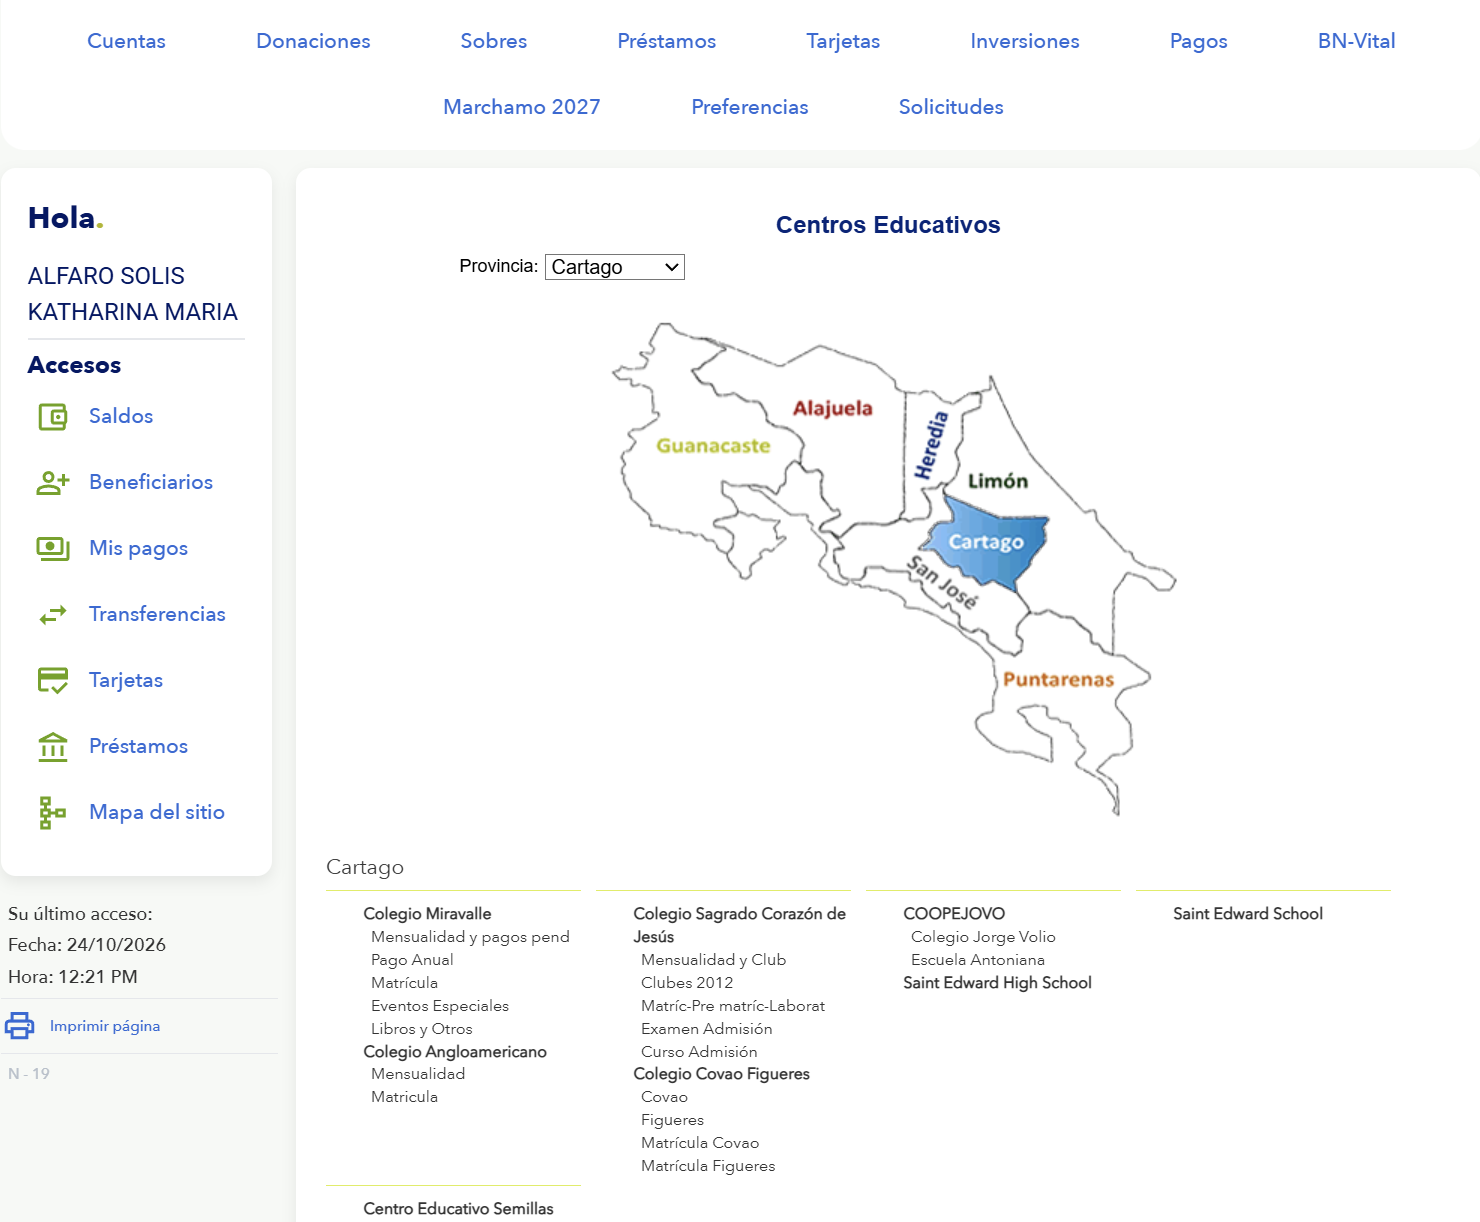 Cuentas
Donaciones
Sobres
Préstamos
Tarjetas
Inversiones
Pagos
BN-Vital
Marchamo 2027
Preferencias
Solicitudes
Hola.
ALFARO SOLIS
KATHARINA MARIA
Accesos
Saldos
Beneficiarios
Mis pagos
Transferencias
Tarjetas
Préstamos
Mapa del sitio
Su último acceso:
Fecha: 24/10/2026
Hora: 12:21 PM
Imprimir página
N - 19
Centros Educativos
Provincia: Cartago
Alajuela
Guanacaste
Heredia
Limón
Cartago
San José
Puntarenas
Cartago
Colegio Miravalle
Mensualidad y pagos pend
Pago Anual
Matrícula
Eventos Especiales
Libros y Otros
Colegio Angloamericano
Mensualidad
Matricula
Colegio Sagrado Corazón de
Jesús
Mensualidad y Club
Clubes 2012
Matríc-Pre matríc-Laborat
Examen Admisión
Curso Admisión
Colegio Covao Figueres
Covao
Figueres
Matrícula Covao
Matrícula Figueres
COOPEJOVO
Colegio Jorge Volio
Escuela Antoniana
Saint Edward High School
Saint Edward School
Centro Educativo Semillas